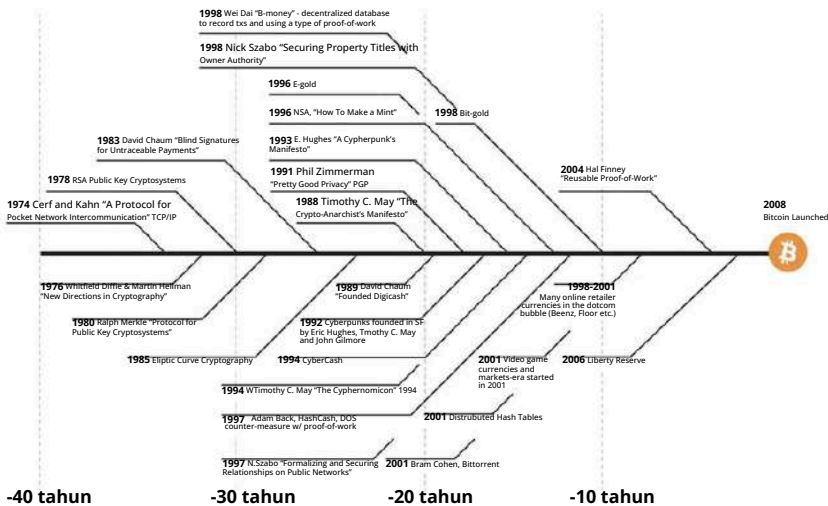 1998 Wei Dai "B-money" - decentralized database
to record txs and using a type of proof-of-work
1998 Nick Szabo “Securing Property Titles with
Owner Authority”
1996 E-gold
1996 NSA, “How To Make a Mint”
1998 Bit-gold
1983 David Chaum “Blind Signatures
for Untraceable Payments”
1993 E. Hughes “A Cypherpunk’s
Manifesto”
1978 RSA Public Key Cryptosystems
1991 Phil Zimmerman
“Pretty Good Privacy” PGP
2004 Hal Finney
“Reusable Proof-of-Work”
1974 Cerf and Kahn “A Protocol for
Pocket Network Intercommunication” TCP/IP
1988 Timothy C. May “The
Crypto-Anarchist’s Manifesto”
2008
Bitcoin Launched
1976 Whitfield Diffie & Martin Hellman
“New Directions in Cryptography”
1989 David Chaum
“Founded Digicash”
1998-2001
Many online retailer
currencies in the dotcom
bubble (Beenz, Floor etc.)
1980 Ralph Merkle “Protocol for
Public Key Cryptosystems”
1992 Cyberpunks founded in SF
by Eric Hughes, Tmothy C. May
and John Gilmore
1985 Eliptic Curve Cryptography
1994 CyberCash
2001 Video game
currencies and
markets-era started
in 2001
2006 Liberty Reserve
1994 WTimothy C. May “The Cyphernomicon” 1994
1997 Adam Back, HashCash, DOS
counter-measure w/ proof-of-work
2001 Distrubuted Hash Tables
1997 N.Szabo “Formalizing and Securing
Relationships on Public Networks”
2001 Bram Cohen, Bittorrent
-40 tahun
-30 tahun
-20 tahun
-10 tahun